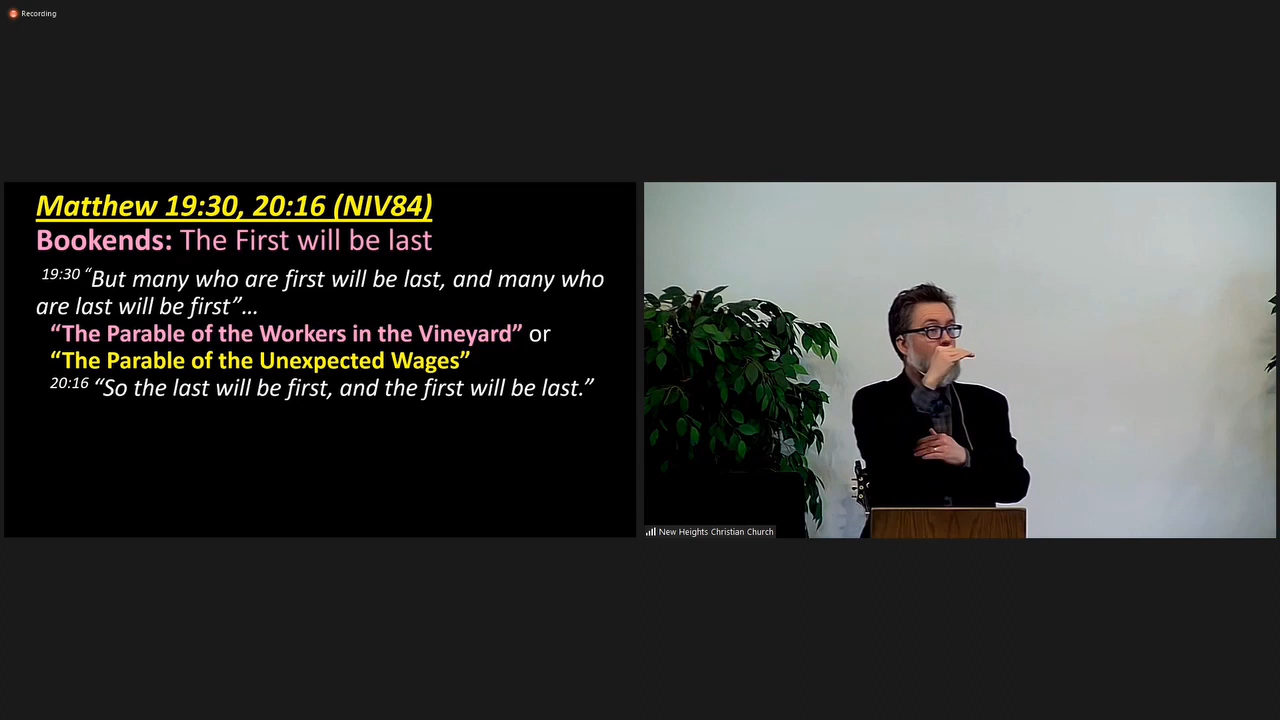 Recording
Matthew 19:30, 20:16 (NIV84)
Bookends: The First will be last
19:30 “But many who are first will be last, and many who
are last will be first”…
“The Parable of the Workers in the Vineyard” or
“The Parable of the Unexpected Wages”
20:16 “So the last will be first, and the first will be last.”
New Heights Christian Church